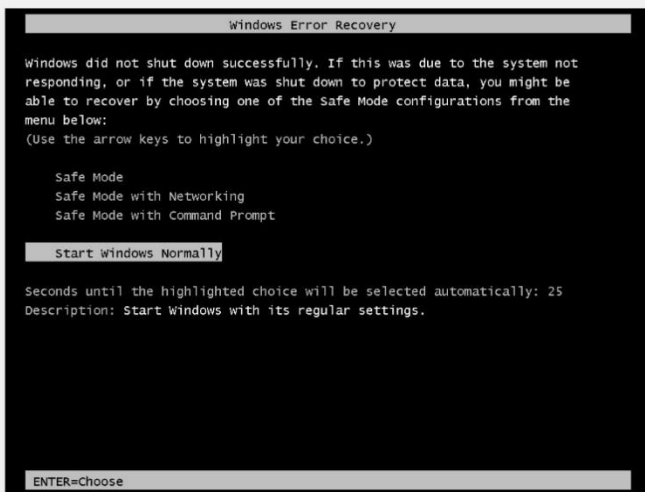 Windows Error Recovery
Windows did not shut down successfully. If this was due to the system not
responding, or if the system was shut down to protect data, you might be
able to recover by choosing one of the Safe Mode configurations from the
menu below:
(Use the arrow keys to highlight your choice.)
Safe Mode
Safe Mode with Networking
Safe Mode with Command Prompt
Start Windows Normally
Seconds until the highlighted choice will be selected automatically: 25
Description: Start Windows with its regular settings.
ENTER=Choose